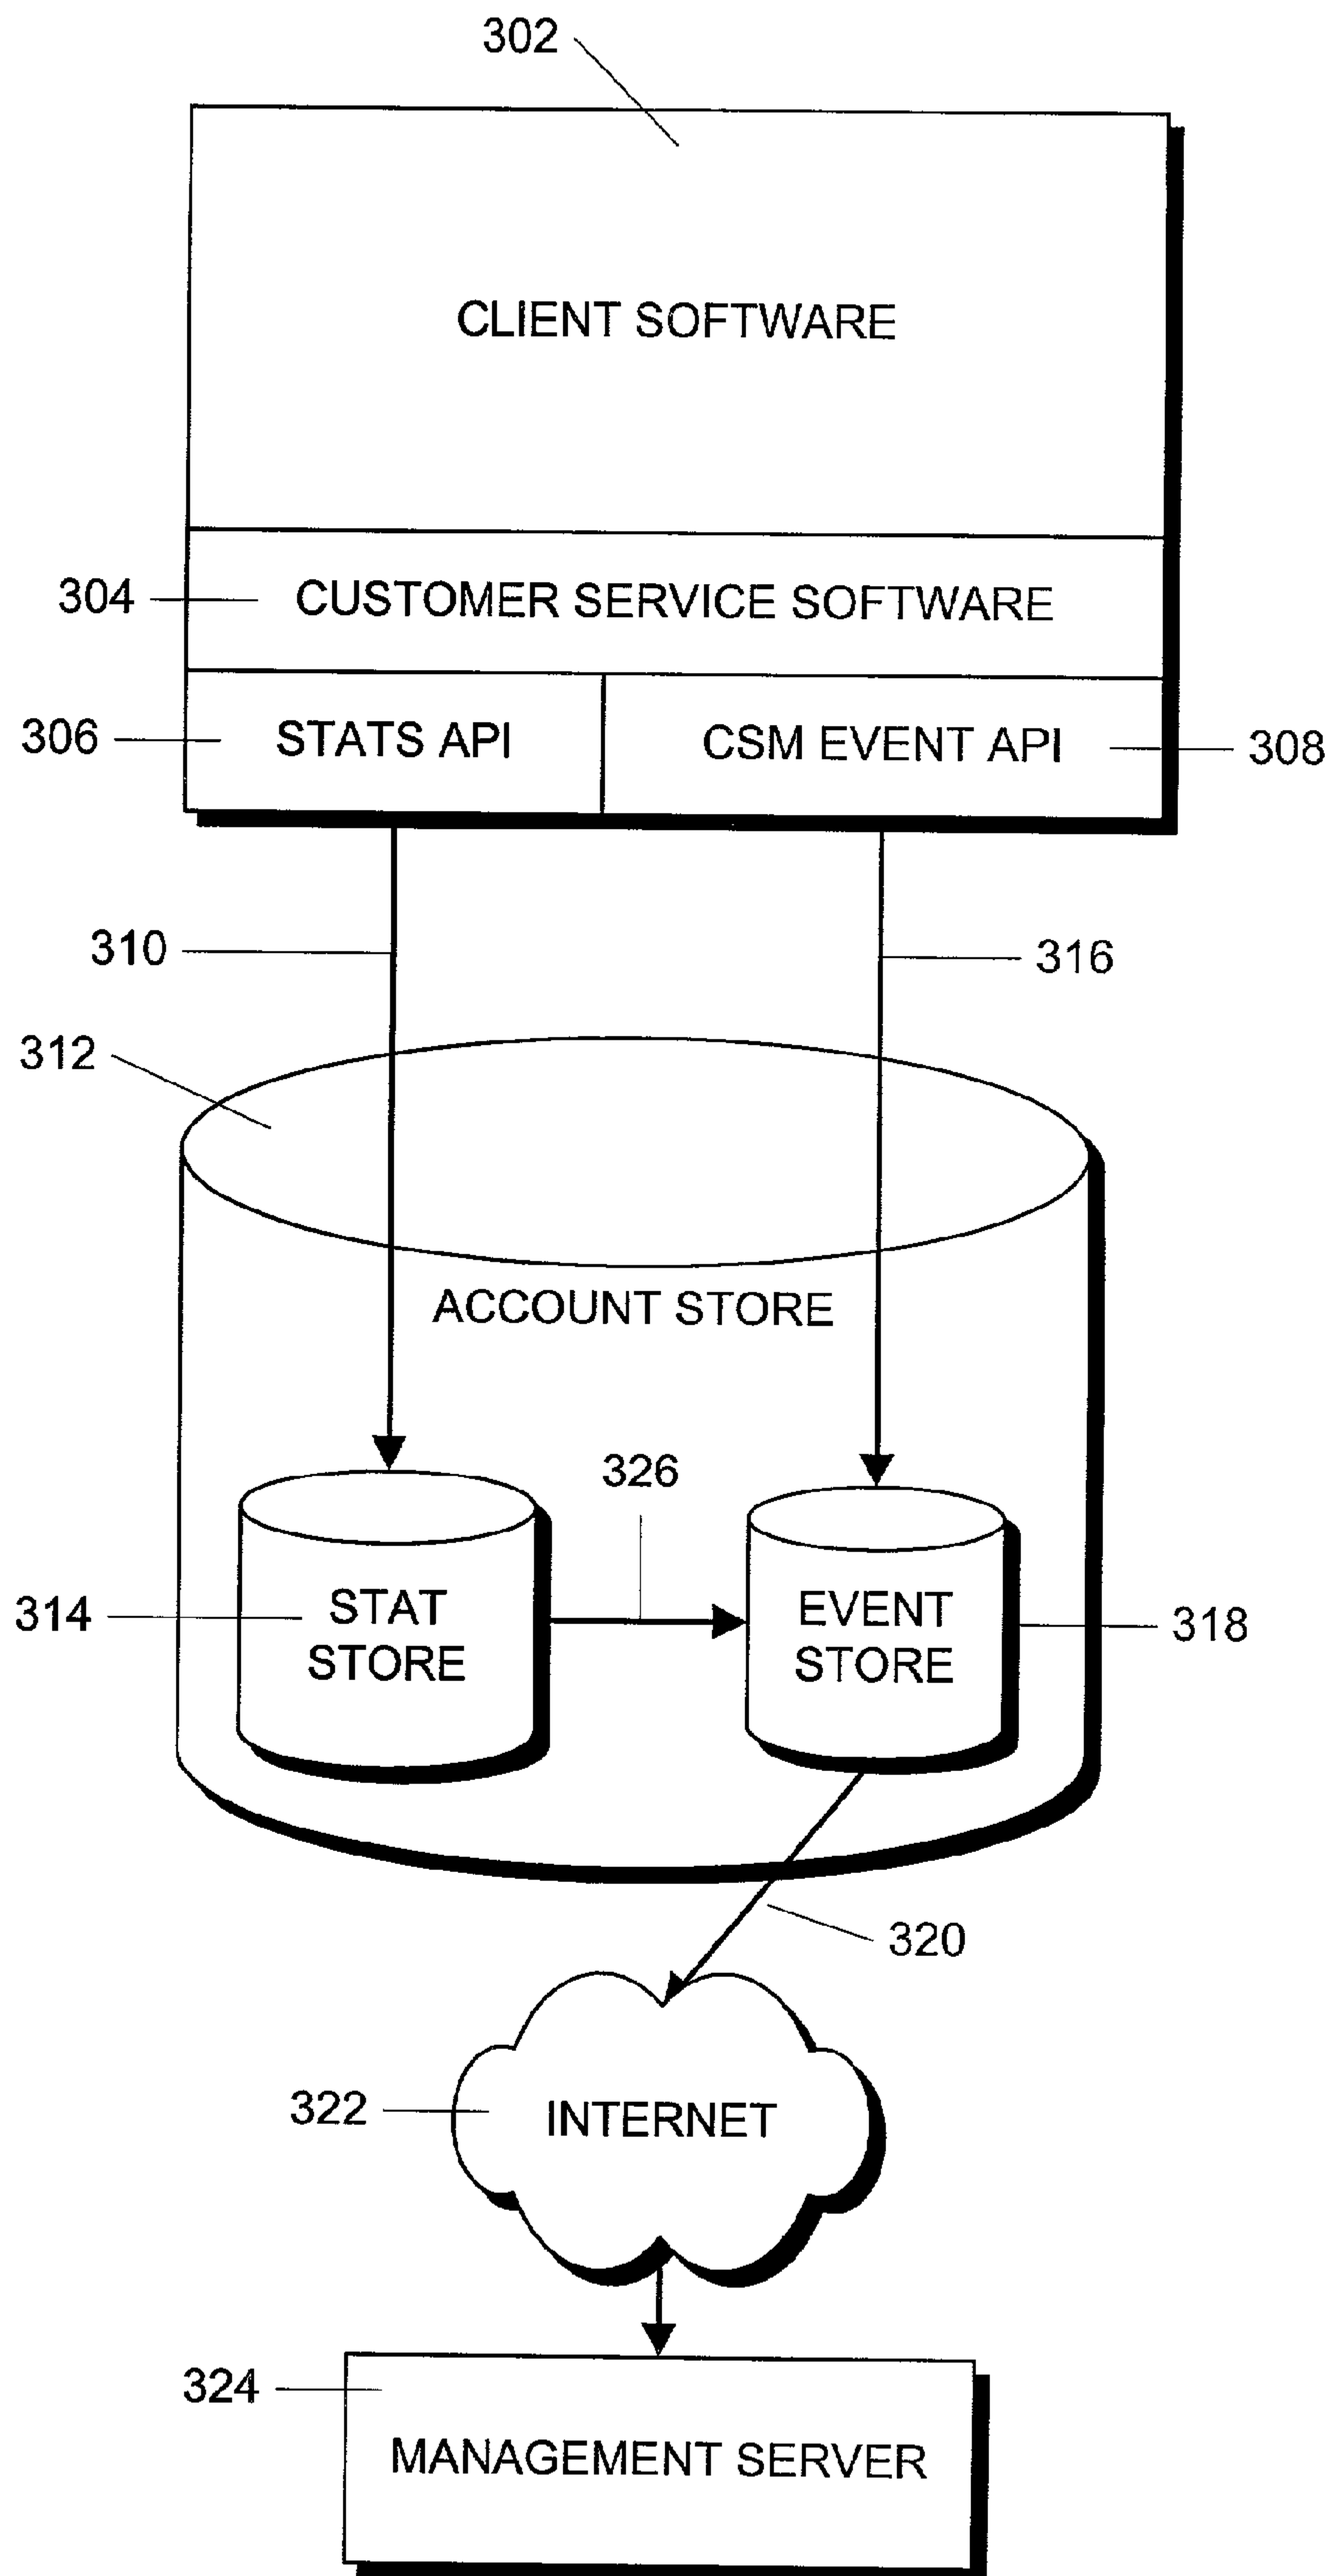 302
CLIENT SOFTWARE
304
CUSTOMER SERVICE SOFTWARE
306
STATS API
CSM EVENT API
308
310
316
312
ACCOUNT STORE
326
314
STAT
STORE
EVENT
STORE
318
320
322
INTERNET
324
MANAGEMENT SERVER